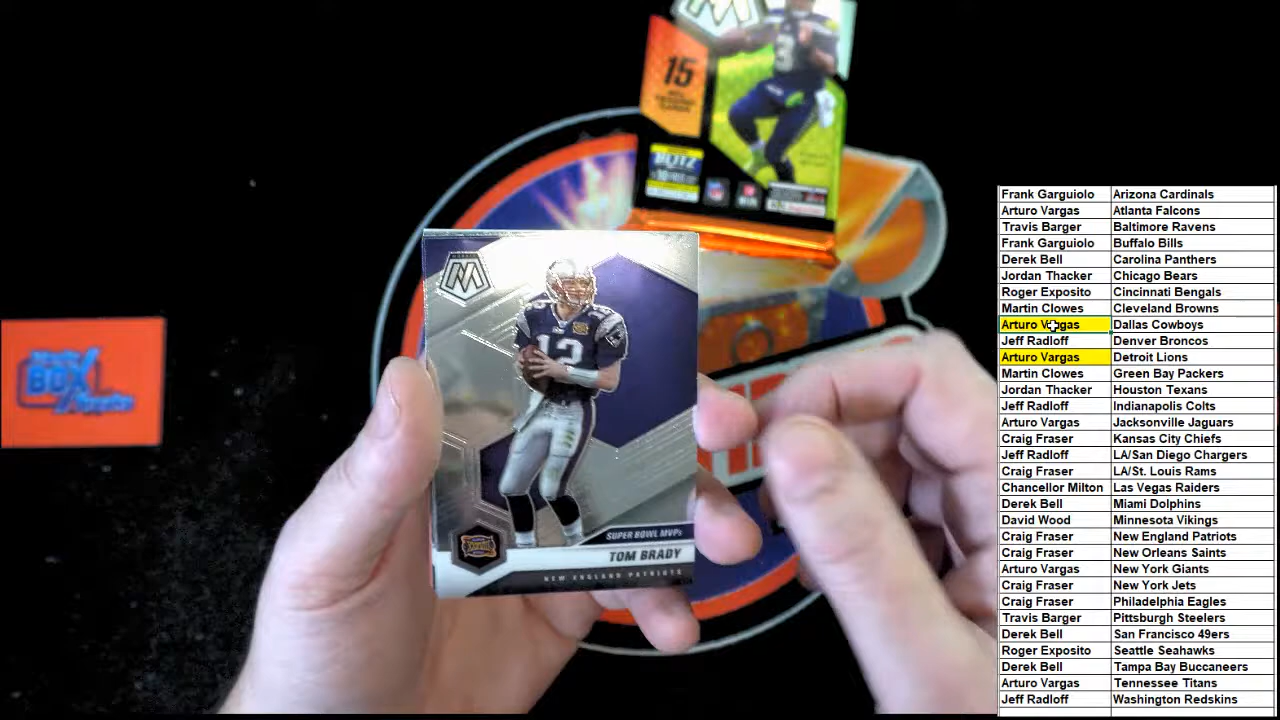 15
BLITZ
12
SUPER BOWL MVPs
TOM BRADY
NEW ENGLAND PATRIOTS
BOX
Frank Garguiolo Arizona Cardinals
Arturo Vargas Atlanta Falcons
Travis Barger Baltimore Ravens
Frank Garguiolo Buffalo Bills
Derek Bell Carolina Panthers
Jordan Thacker Chicago Bears
Roger Exposito Cincinnati Bengals
Martin Clowes Cleveland Browns
Arturo Vargas Dallas Cowboys
Jeff Radloff Denver Broncos
Arturo Vargas Detroit Lions
Martin Clowes Green Bay Packers
Jordan Thacker Houston Texans
Jeff Radloff Indianapolis Colts
Arturo Vargas Jacksonville Jaguars
Craig Fraser Kansas City Chiefs
Jeff Radloff LA/San Diego Chargers
Craig Fraser LA/St. Louis Rams
Chancellor Milton Las Vegas Raiders
Derek Bell Miami Dolphins
David Wood Minnesota Vikings
Craig Fraser New England Patriots
Craig Fraser New Orleans Saints
Arturo Vargas New York Giants
Craig Fraser New York Jets
Craig Fraser Philadelphia Eagles
Travis Barger Pittsburgh Steelers
Derek Bell San Francisco 49ers
Roger Exposito Seattle Seahawks
Derek Bell Tampa Bay Buccaneers
Arturo Vargas Tennessee Titans
Jeff Radloff Washington Redskins